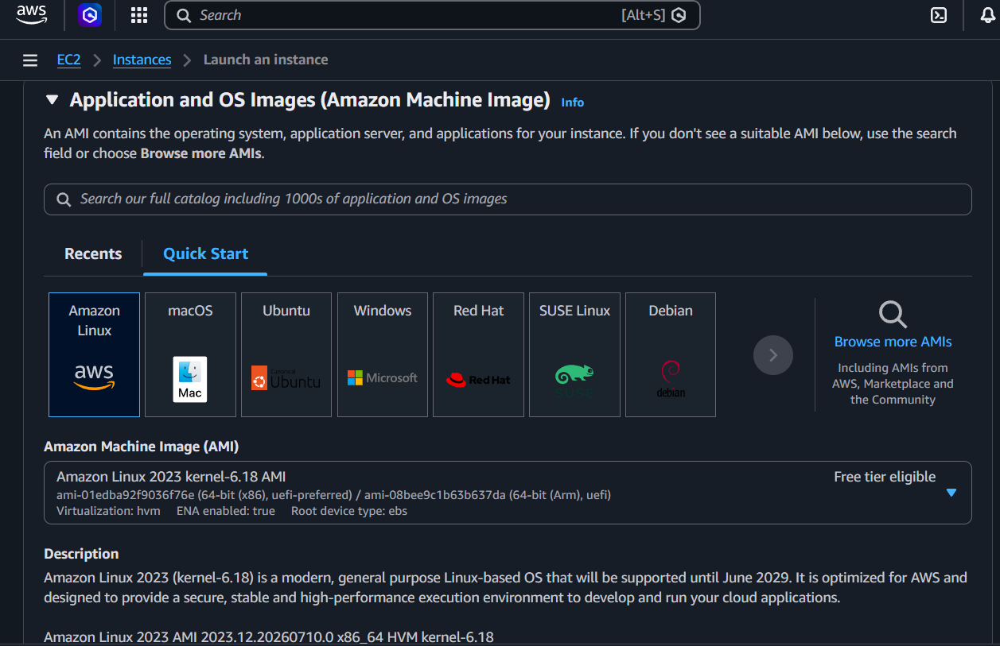 aws
Search [Alt+S]
EC2 > Instances > Launch an instance
Application and OS Images (Amazon Machine Image) Info
An AMI contains the operating system, application server, and applications for your instance. If you don't see a suitable AMI below, use the search
field or choose Browse more AMIs.
Search our full catalog including 1000s of application and OS images
Recents Quick Start
Amazon
Linux
aws
macOS
Mac
Ubuntu
Canonical
Ubuntu
Windows
Microsoft
Red Hat
Red Hat
SUSE Linux
SUSE
Debian
debian
Browse more AMIs
Including AMIs from
AWS, Marketplace and
the Community
Amazon Machine Image (AMI)
Amazon Linux 2023 kernel-6.18 AMI Free tier eligible
ami-01edba92f9036f76e (64-bit (x86), uefi-preferred) / ami-08bee9c1b63b637da (64-bit (Arm), uefi)
Virtualization: hvm ENA enabled: true Root device type: ebs
Description
Amazon Linux 2023 (kernel-6.18) is a modern, general purpose Linux-based OS that will be supported until June 2029. It is optimized for AWS and
designed to provide a secure, stable and high-performance execution environment to develop and run your cloud applications.
Amazon Linux 2023 AMI 2023.12.20260710.0 x86_64 HVM kernel-6.18